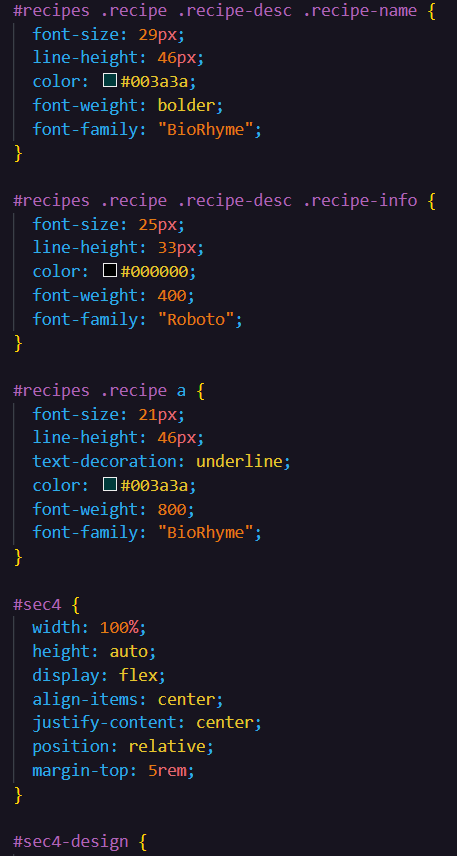 #recipes .recipe .recipe-desc .recipe-name {
font-size: 29px;
line-height: 46px;
color: #003a3a;
font-weight: bolder;
font-family: "BioRhyme";
}
#recipes .recipe .recipe-desc .recipe-info {
font-size: 25px;
line-height: 33px;
color: #000000;
font-weight: 400;
font-family: "Roboto";
}
#recipes .recipe a {
font-size: 21px;
line-height: 46px;
text-decoration: underline;
color: #003a3a;
font-weight: 800;
font-family: "BioRhyme";
}
#sec4 {
width: 100%;
height: auto;
display: flex;
align-items: center;
justify-content: center;
position: relative;
margin-top: 5rem;
}
#sec4-design {